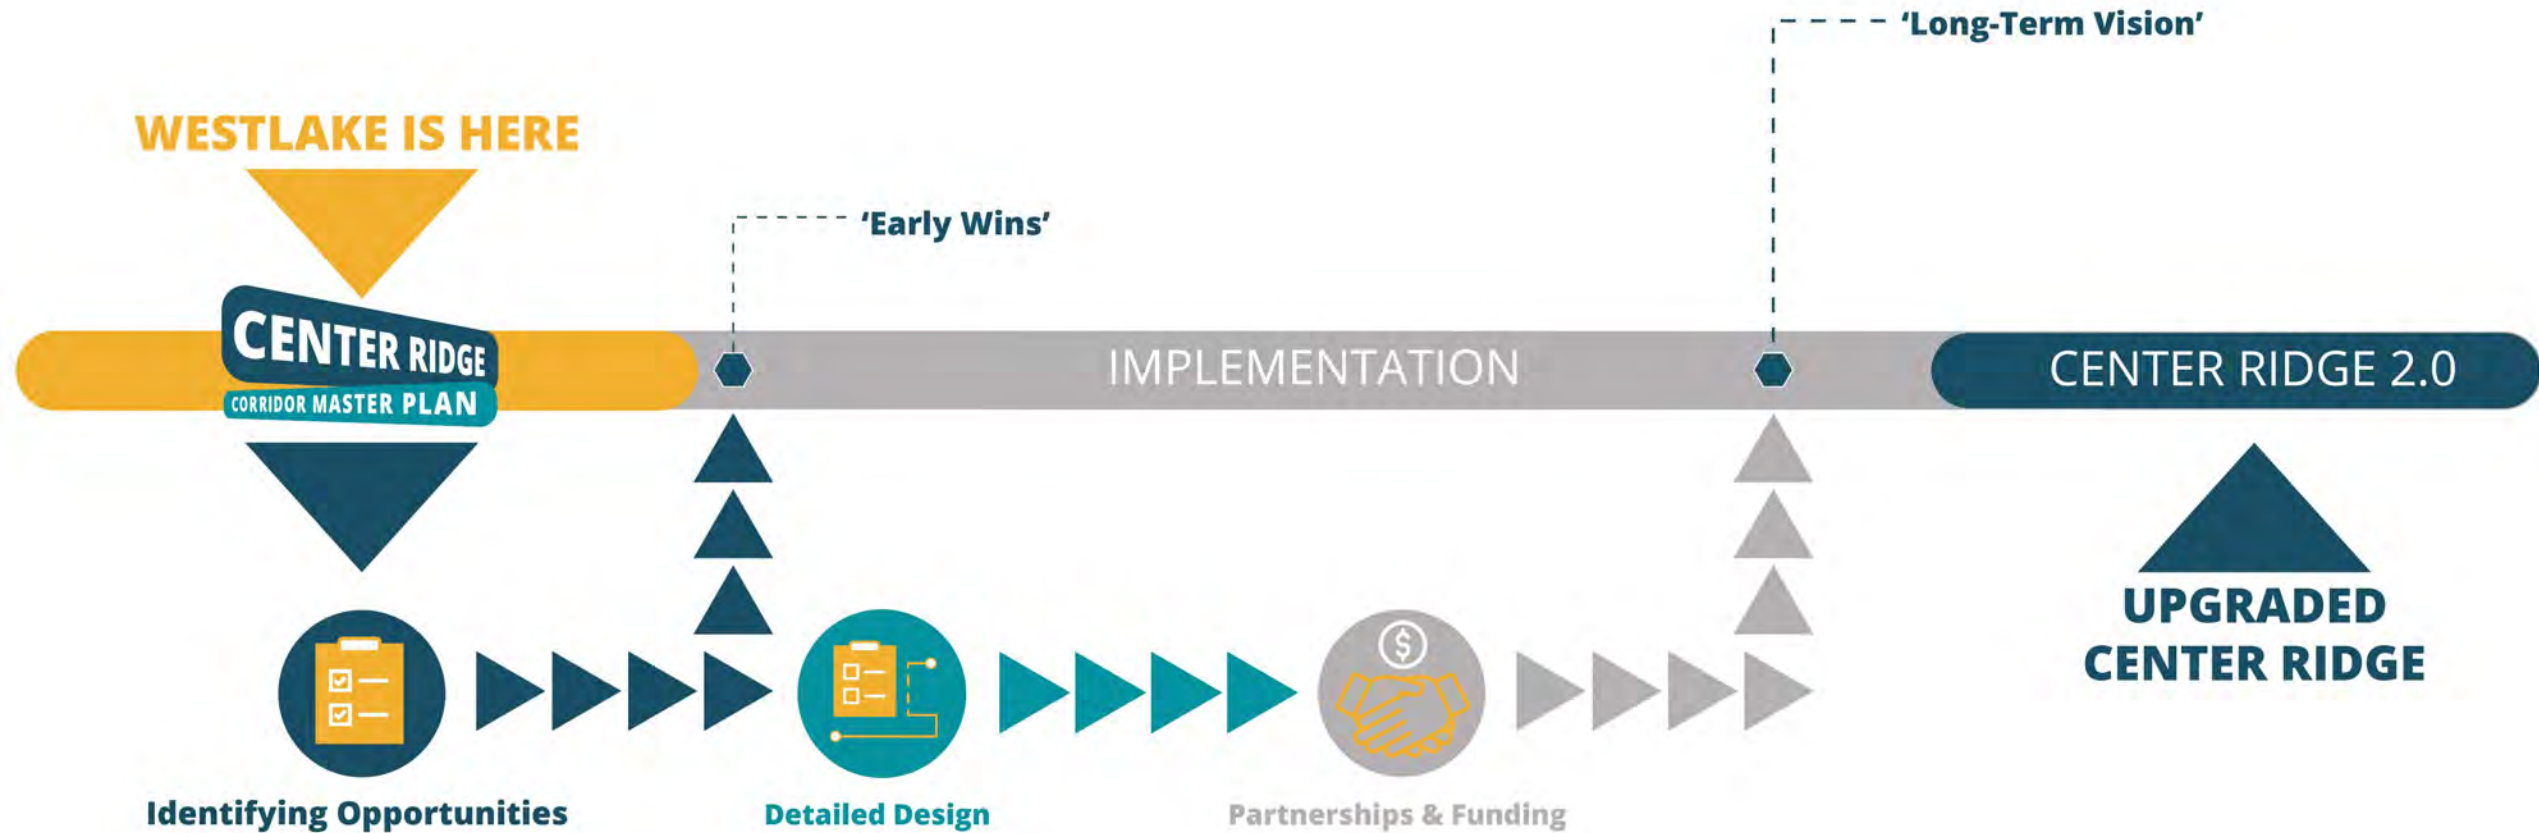 ‘Long-Term Vision’
WESTLAKE IS HERE
‘Early Wins’
CENTER RIDGE
CORRIDOR MASTER PLAN
IMPLEMENTATION
CENTER RIDGE 2.0
UPGRADED
CENTER RIDGE
$
Identifying Opportunities
Detailed Design
Partnerships & Funding